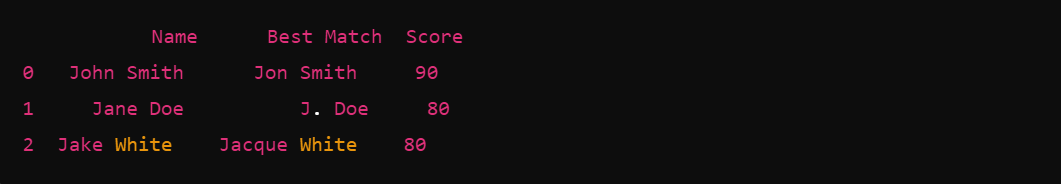 Name Best Match Score
0 John Smith Jon Smith 90
1 Jane Doe J. Doe 80
2 Jake White Jacque White 80